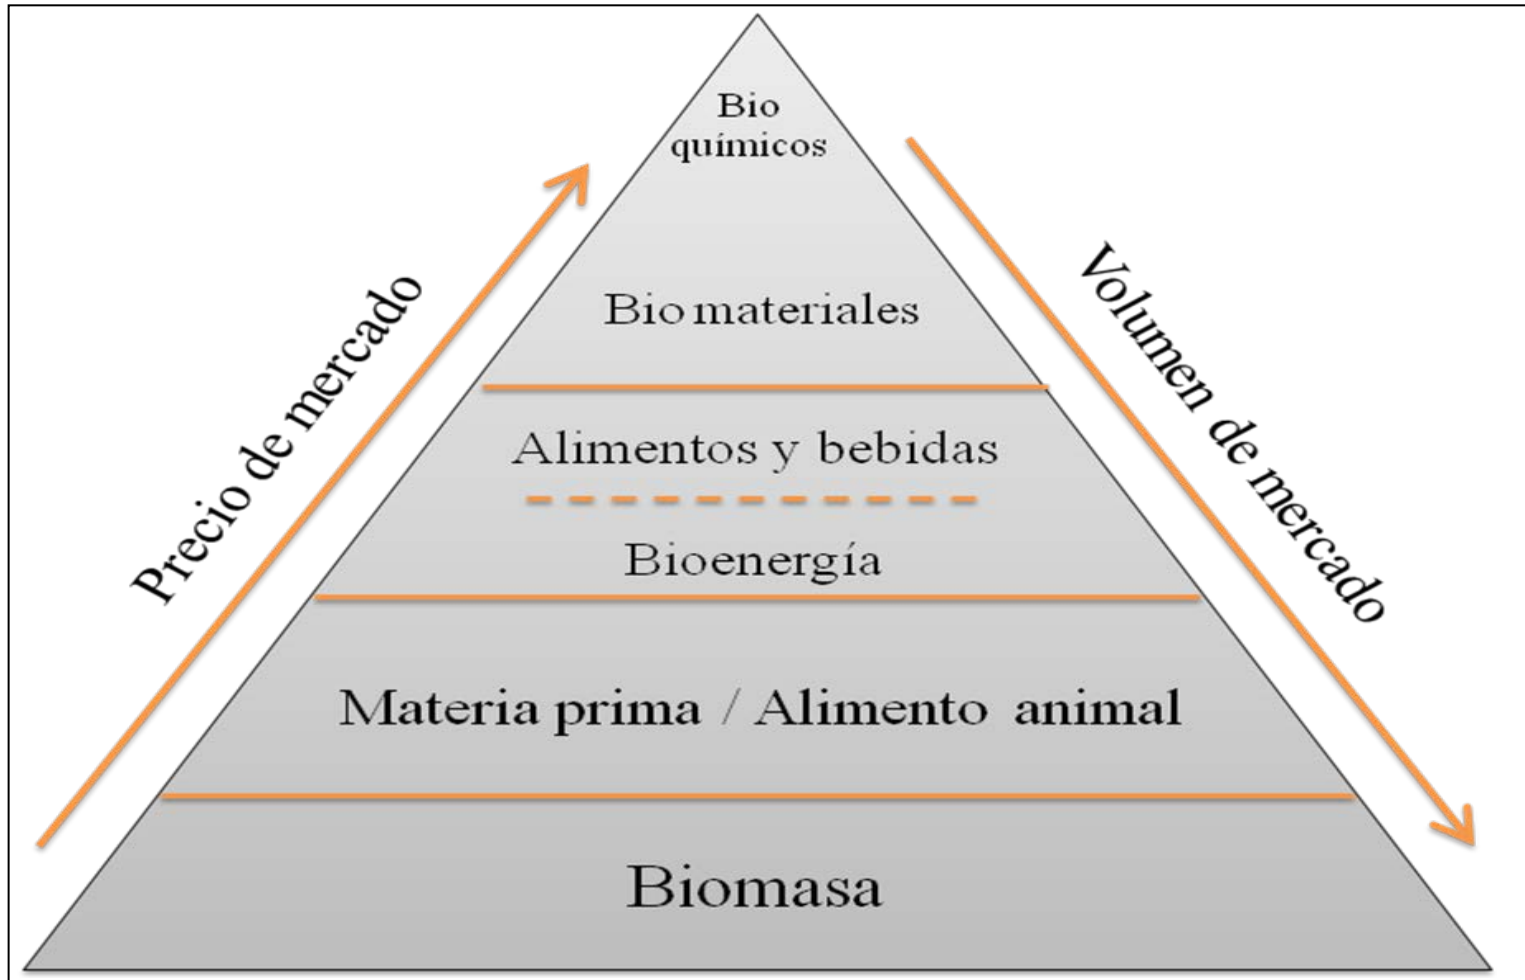 Bio
químicos
Precio de mercado
Volumen de mercado
Bio materiales
Alimentos y bebidas
Bioenergía
Materia prima / Alimento animal
Biomasa